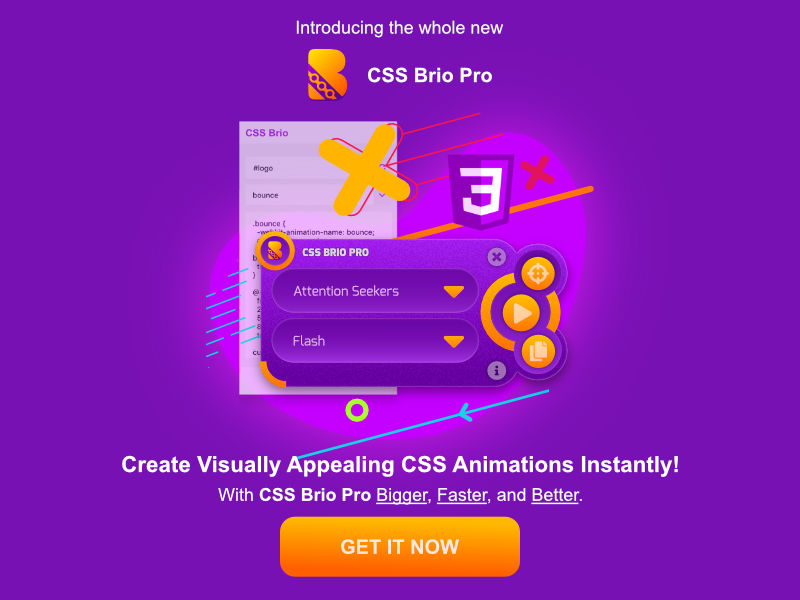 Introducing the whole new
CSS Brio Pro
CSS Brio
#logo
bounce
.bounce {
animation-name: bounce;
CSS BRIO PRO
Attention Seekers
Flash
Create Visually Appealing CSS Animations Instantly!
With CSS Brio Pro Bigger, Faster, and Better.
GET IT NOW